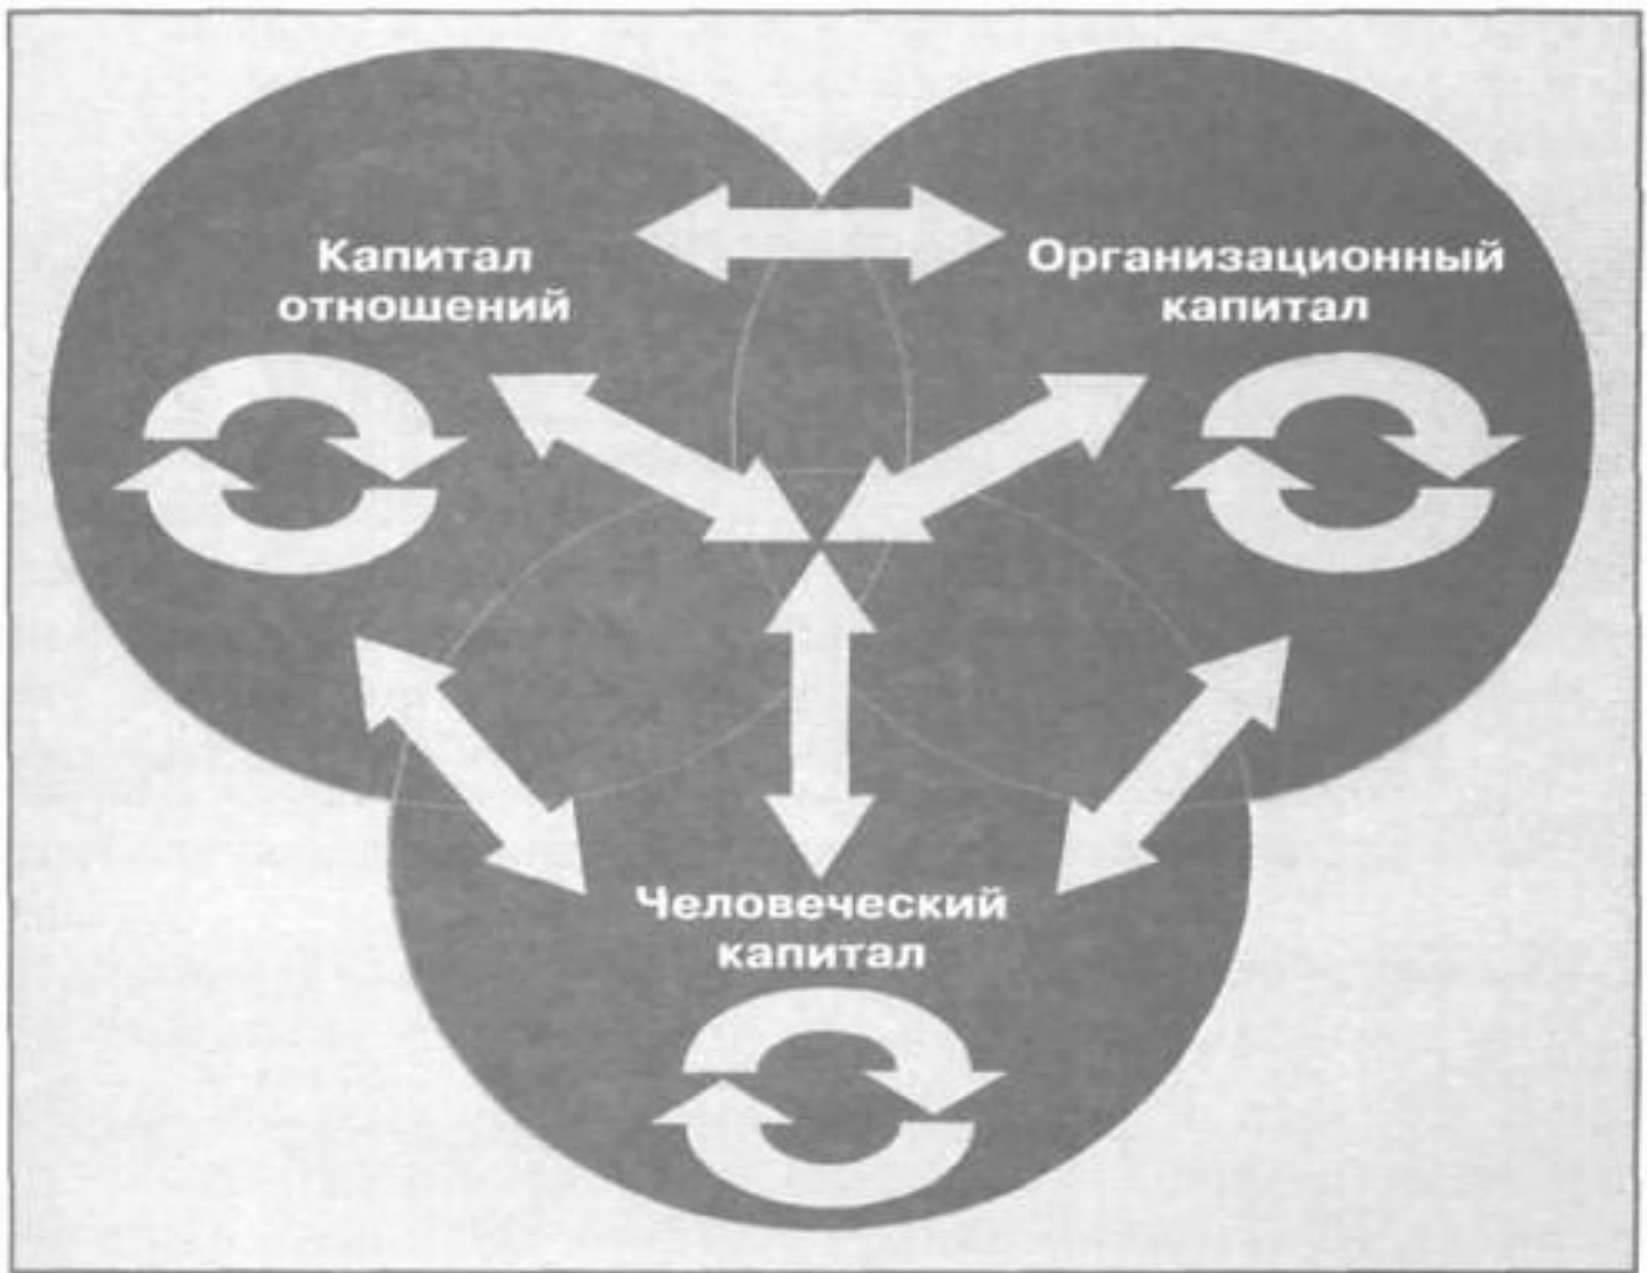 Капитал
отношений
Организационный
капитал
Человеческий
капитал